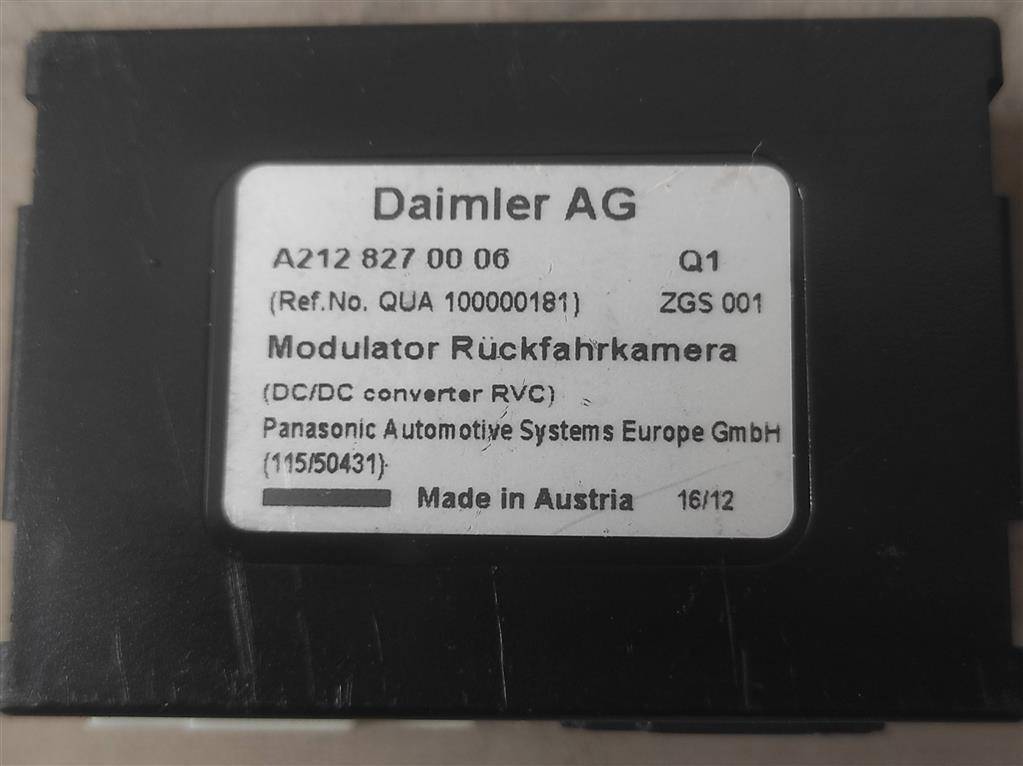 Daimler AG
A212 827 00 06 Q1
(Ref.No. QUA 100000181) ZGS 001
Modulator Rückfahrkamera
(DC/DC converter RVC)
Panasonic Automotive Systems Europe GmbH
(115/50431)
Made in Austria 16/12